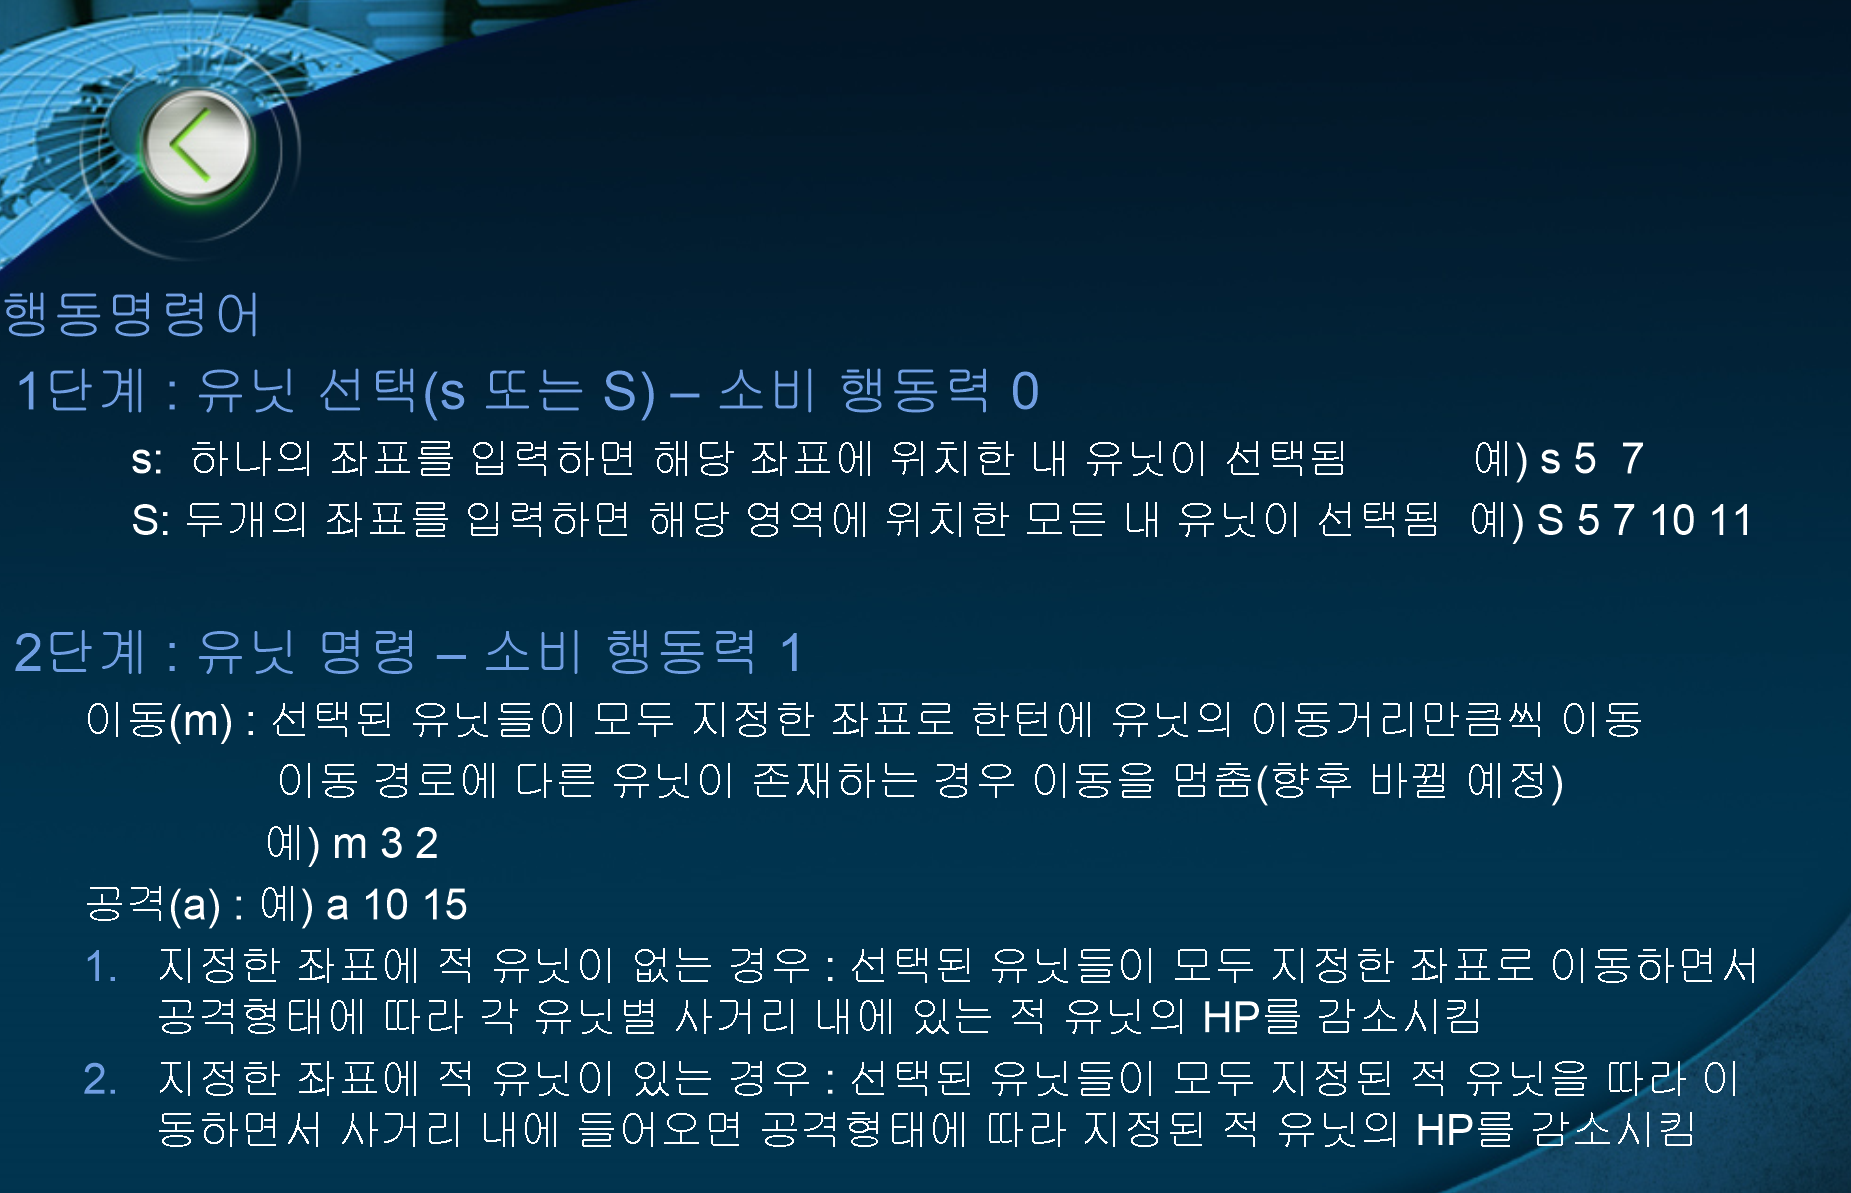 행동명령어
1단계 : 유닛 선택(s 또는 S) – 소비 행동력 0
s: 하나의 좌표를 입력하면 해당 좌표에 위치한 내 유닛이 선택됨 예) s 5 7
S: 두개의 좌표를 입력하면 해당 영역에 위치한 모든 내 유닛이 선택됨 예) S 5 7 10 11
2단계 : 유닛 명령 – 소비 행동력 1
이동(m) : 선택된 유닛들이 모두 지정한 좌표로 한턴에 유닛의 이동거리만큼씩 이동
이동 경로에 다른 유닛이 존재하는 경우 이동을 멈춤(향후 바뀔 예정)
예) m 3 2
공격(a) : 예) a 10 15
1. 지정한 좌표에 적 유닛이 없는 경우 : 선택된 유닛들이 모두 지정한 좌표로 이동하면서
공격형태에 따라 각 유닛별 사거리 내에 있는 적 유닛의 HP를 감소시킴
2. 지정한 좌표에 적 유닛이 있는 경우 : 선택된 유닛들이 모두 지정된 적 유닛을 따라 이
동하면서 사거리 내에 들어오면 공격형태에 따라 지정된 적 유닛의 HP를 감소시킴